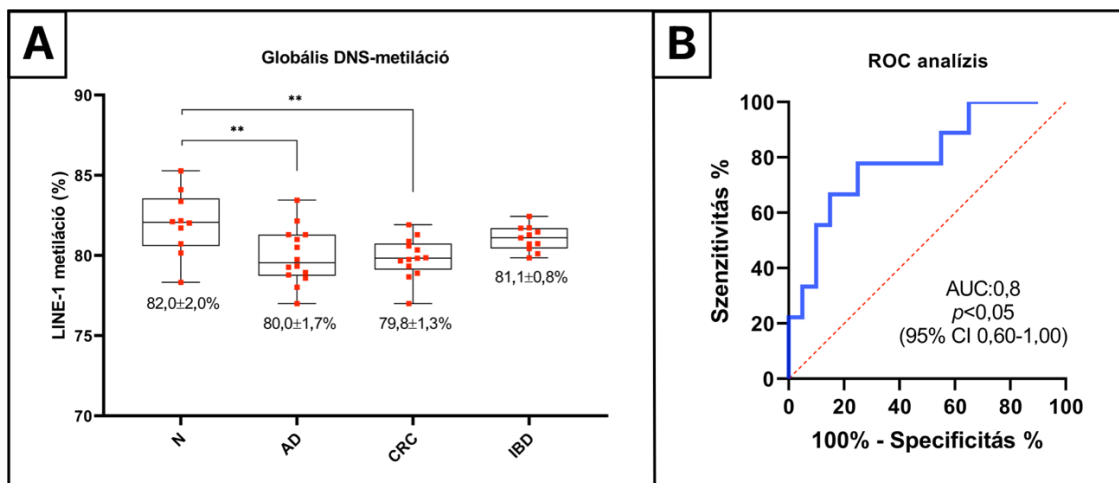 A
Globális DNS-metiláció
LINE-1 metiláció (%)
90
85
80
75
70
**
**
82,0±2,0%
80,0±1,7%
79,8±1,3%
81,1±0,8%
N
AD
CRC
IBD
B
ROC analízis
Szenzitivitás %
100
80
60
40
20
0
AUC:0,8
p<0,05
(95% CI 0,60-1,00)
0 20 40 60 80 100
100% - Specificitás %